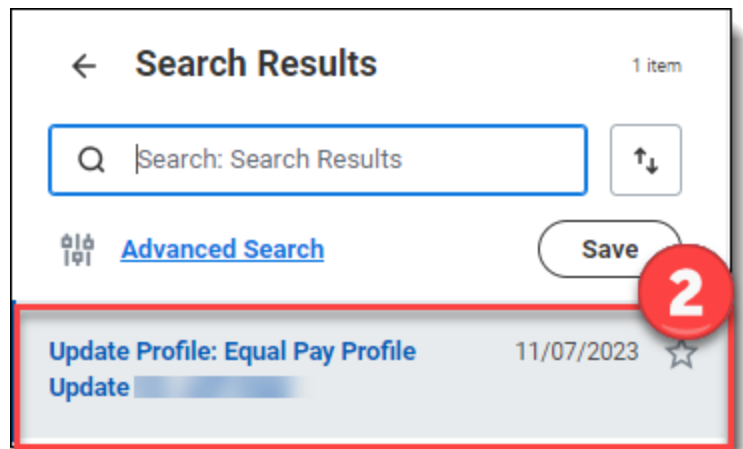 Search Results
1 item
Search: Search Results
Advanced Search
Save
2
Update Profile: Equal Pay Profile
11/07/2023
Update